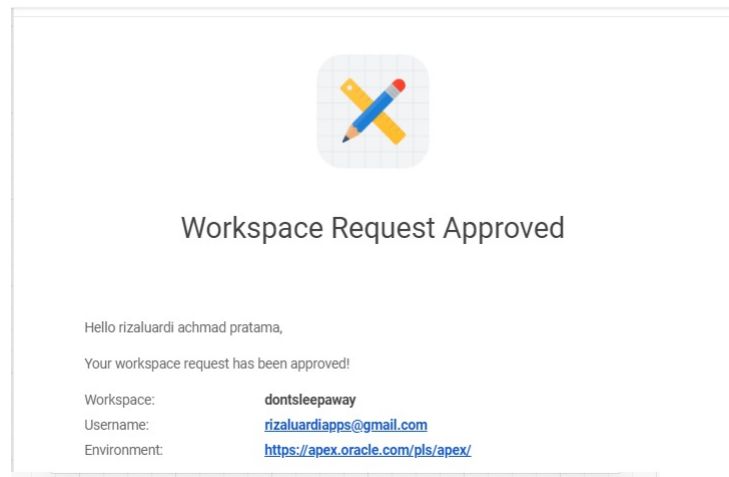 Workspace Request Approved
Hello rizaluardi achmad pratama,
Your workspace request has been approved!
Workspace: dontsleepaway
Username: rizaluardiapps@gmail.com
Environment: https://apex.oracle.com/pls/apex/